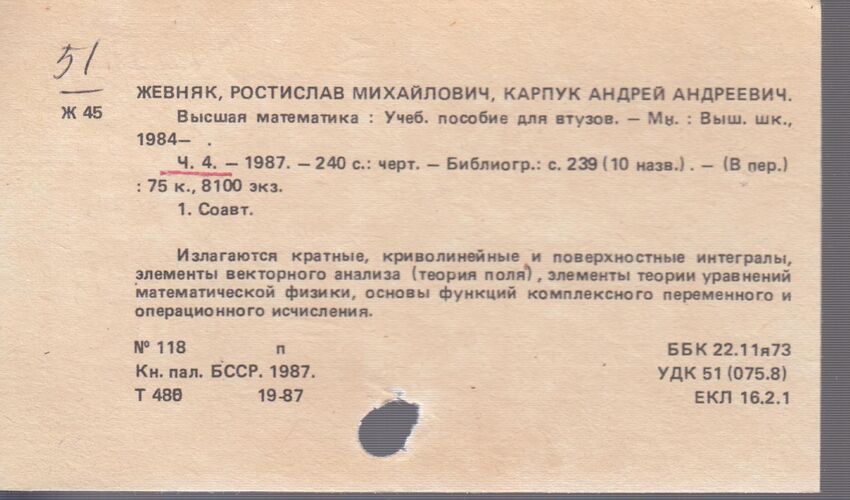 51
Ж 45
ЖЕВНЯК, РОСТИСЛАВ МИХАЙЛОВИЧ, КАРПУК АНДРЕЙ АНДРЕЕВИЧ.
Высшая математика : Учеб. пособие для втузов. — Мн. : Выш. шк.,
1984— .
Ч. 4. — 1987. — 240 с.: черт. — Библиогр.: с. 239 (10 назв.) . — (В пер.)
: 75 к., 8100 экз.
1. Соавт.
Излагаются кратные, криволинейные и поверхностные интегралы,
элементы векторного анализа (теория поля) , элементы теории уравнений
математической физики, основы функций комплексного переменного и
операционного исчисления.
№ 118 п ББК 22.11я73
Кн. пал. БССР. 1987. УДК 51 (075.8)
Т 480 19-87 ЕКЛ 16.2.1